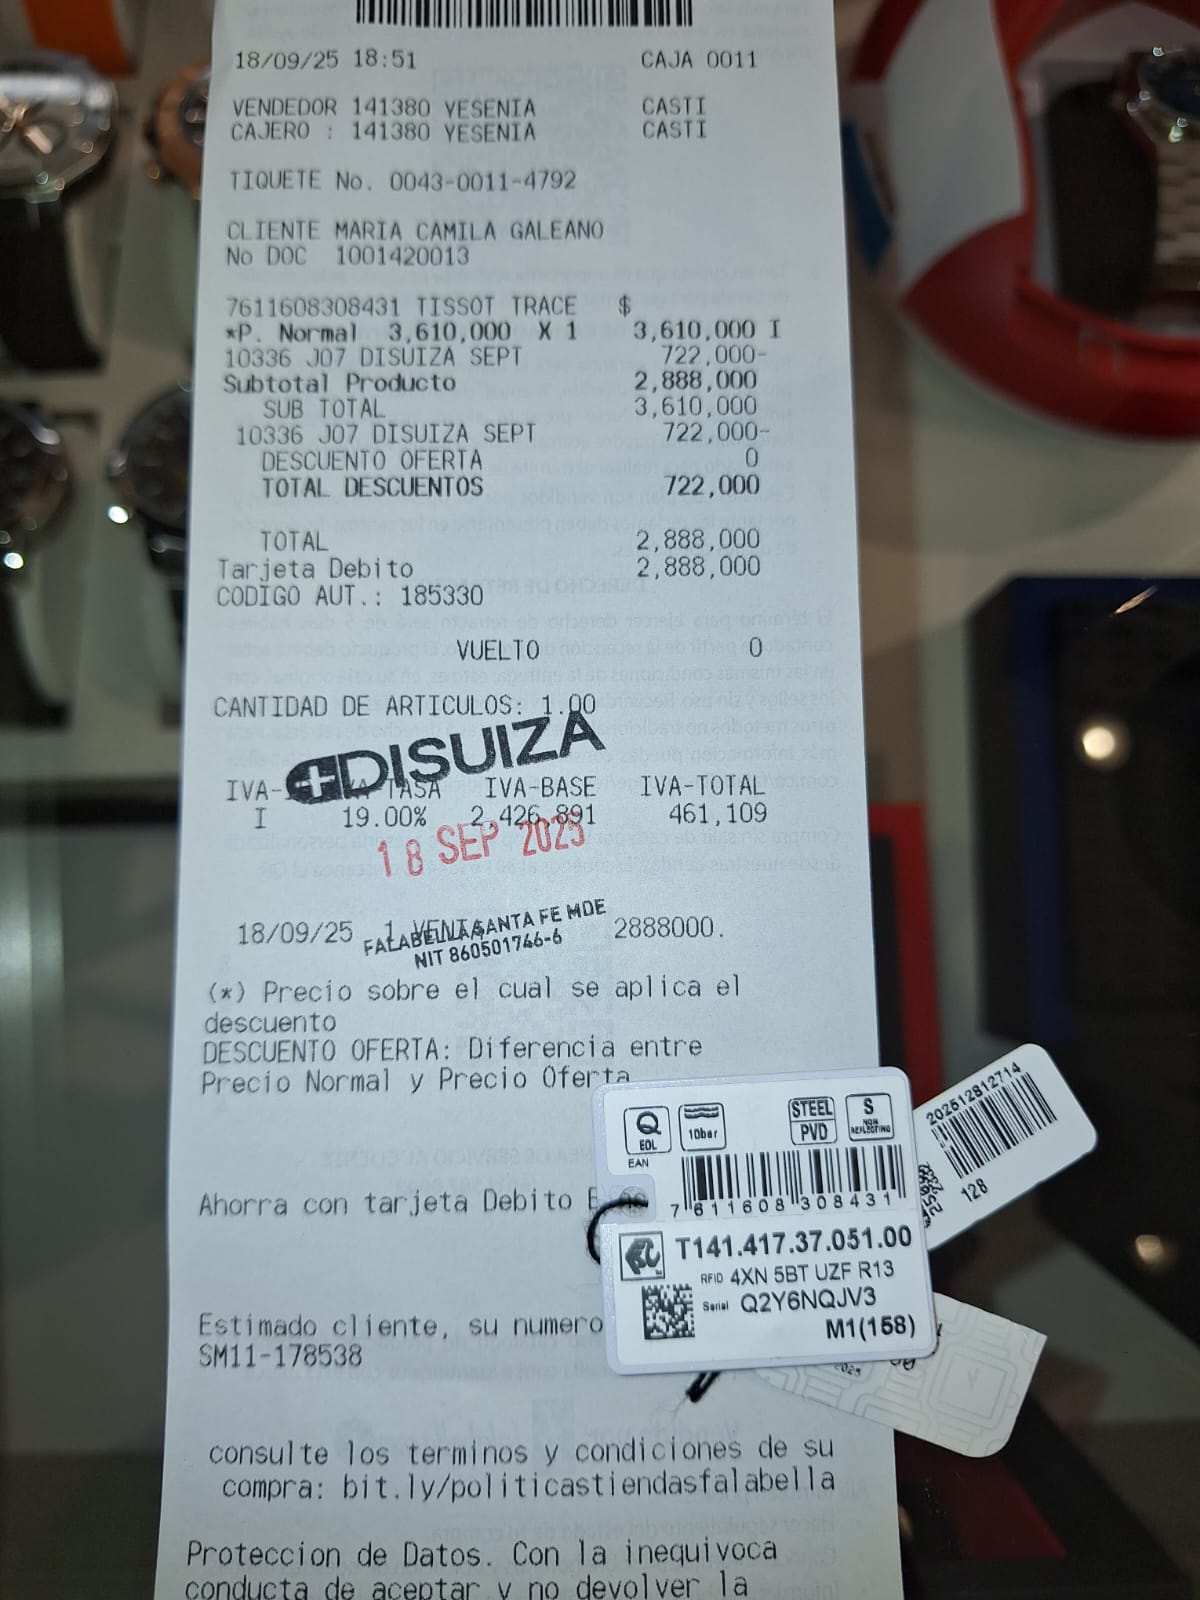 18/09/25 18:51 CAJA 0011
VENDEDOR 141380 YESENIA CASTI
CAJERO : 141380 YESENIA CASTI
TIQUETE No. 0043-0011-4792
CLIENTE MARIA CAMILA GALEANO
No DOC 1001420013
7611608308431 TISSOT TRACE $
*P. Normal 3,610,000 X 1 3,610,000 I
10336 J07 DISUIZA SEPT 722,000-
Subtotal Producto 2,888,000
SUB TOTAL 3,610,000
10336 J07 DISUIZA SEPT 722,000-
DESCUENTO OFERTA 0
TOTAL DESCUENTOS 722,000
TOTAL 2,888,000
Tarjeta Debito 2,888,000
CODIGO AUT.: 185330
VUELTO 0
CANTIDAD DE ARTICULOS: 1.00
DISUIZA
IVA- TASA IVA-BASE IVA-TOTAL
I 19.00% 2,426,891 461,109
18 SEP 2025
18/09/25 1 VENTA 2888000.
FALABELLA SANTA FE MDE
NIT 860501746-6
(*) Precio sobre el cual se aplica el
descuento
DESCUENTO OFERTA: Diferencia entre
Precio Normal y Precio Oferta
Ahorra con tarjeta Debito
Estimado cliente, su numero
SM11-178538
consulte los terminos y condiciones de su
compra: bit.ly/politicastiendasfalabella
Proteccion de Datos. Con la inequivoca
conducta de aceptar y no devolver la
Q EOL 10bar STEEL PVD S NON REFLECTING
EAN
7611608308431
T141.417.37.051.00
RFID 4XN 5BT UZF R13
Serial Q2Y6NQJV3
M1(158)
202512812714
128